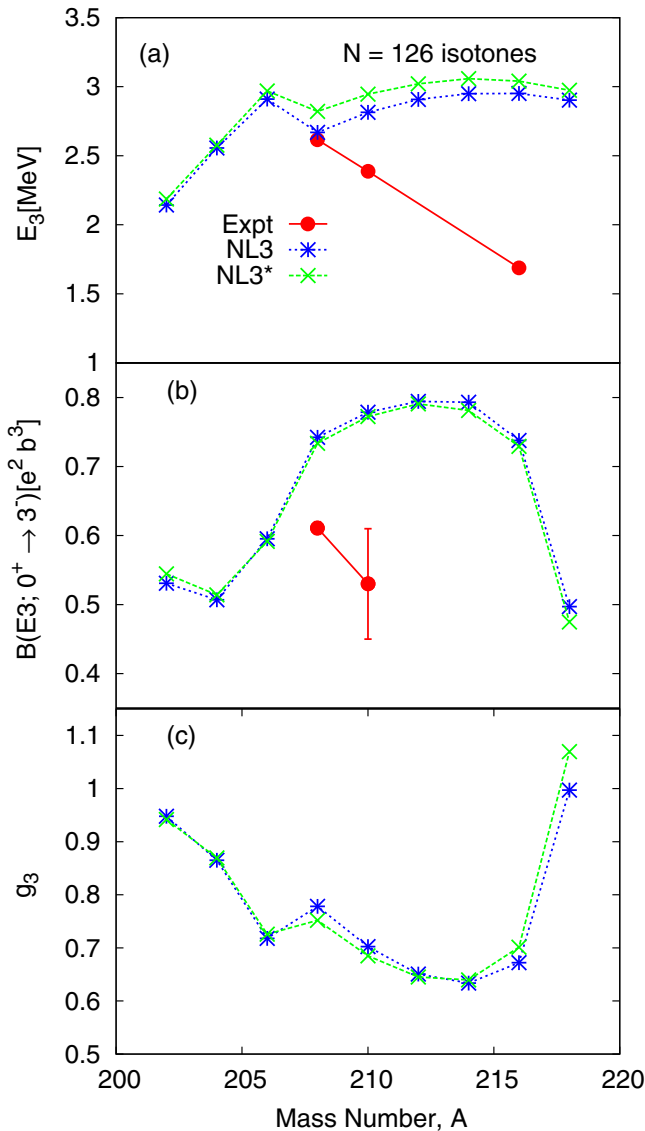 3.5
(a)
N = 126 isotones
3
2.5
E₃[MeV]
2
Expt
NL3
NL3*
1.5
1
(b)
0.8
0.7
B(E3; 0⁺ → 3⁻)[e² b³]
0.6
0.5
0.4
(c)
1.1
1
0.9
g₃
0.8
0.7
0.6
0.5
200 205 210 215 220
Mass Number, A